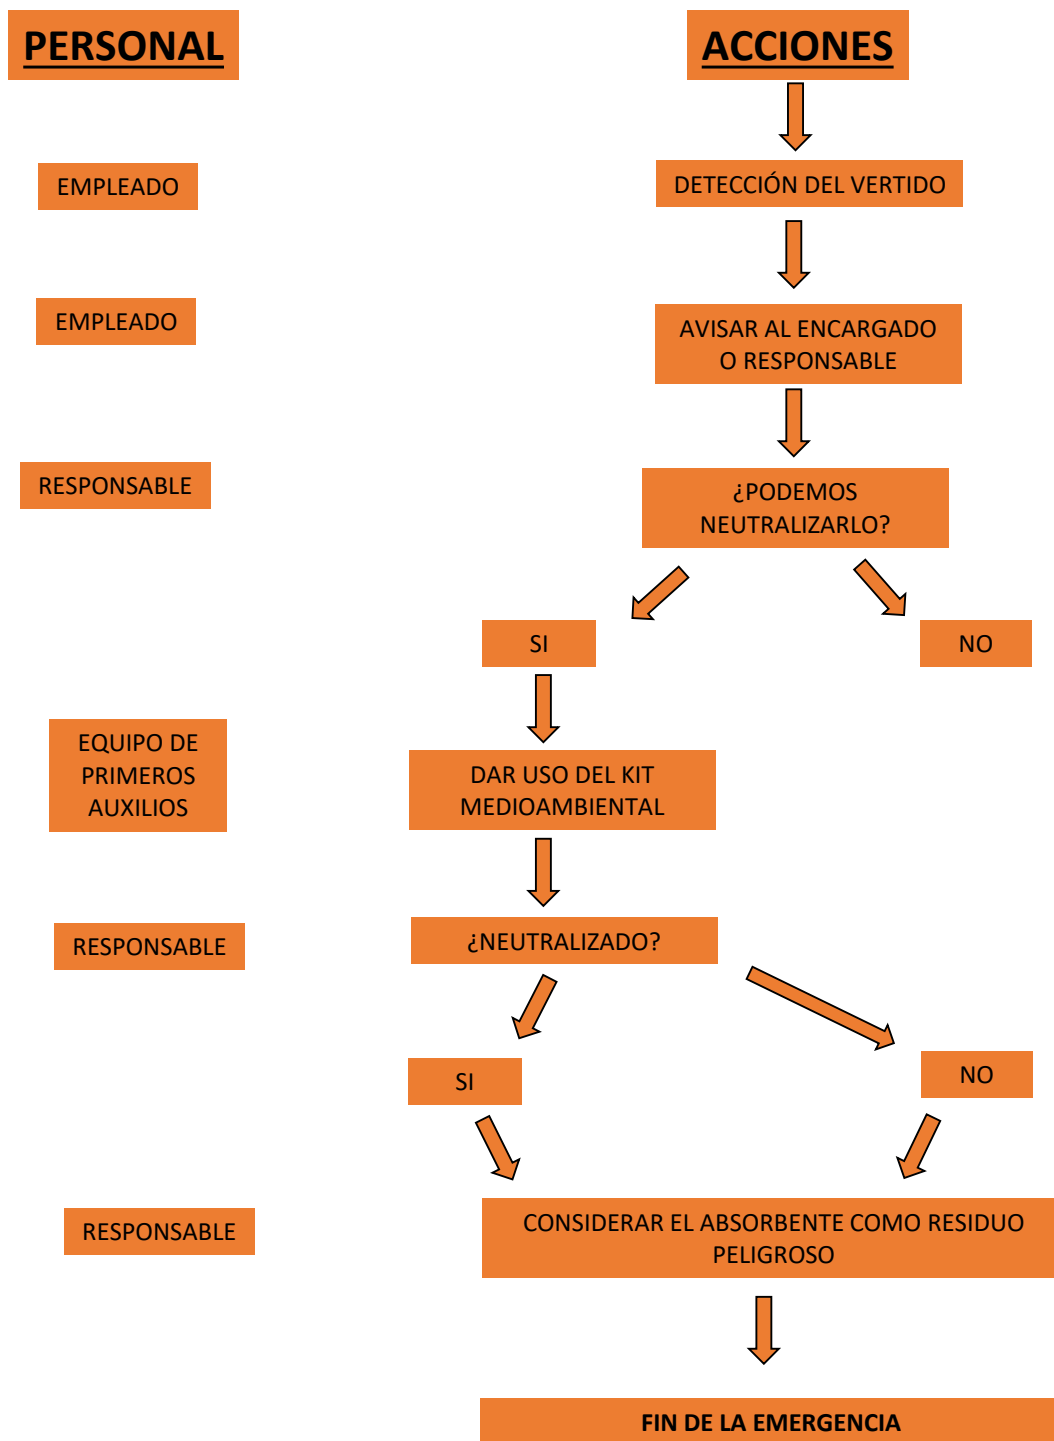 PERSONAL
ACCIONES
EMPLEADO
DETECCIÓN DEL VERTIDO
EMPLEADO
AVISAR AL ENCARGADO
O RESPONSABLE
RESPONSABLE
¿PODEMOS
NEUTRALIZARLO?
SI
NO
EQUIPO DE
PRIMEROS
AUXILIOS
DAR USO DEL KIT
MEDIOAMBIENTAL
RESPONSABLE
¿NEUTRALIZADO?
SI
NO
RESPONSABLE
CONSIDERAR EL ABSORBENTE COMO RESIDUO
PELIGROSO
FIN DE LA EMERGENCIA